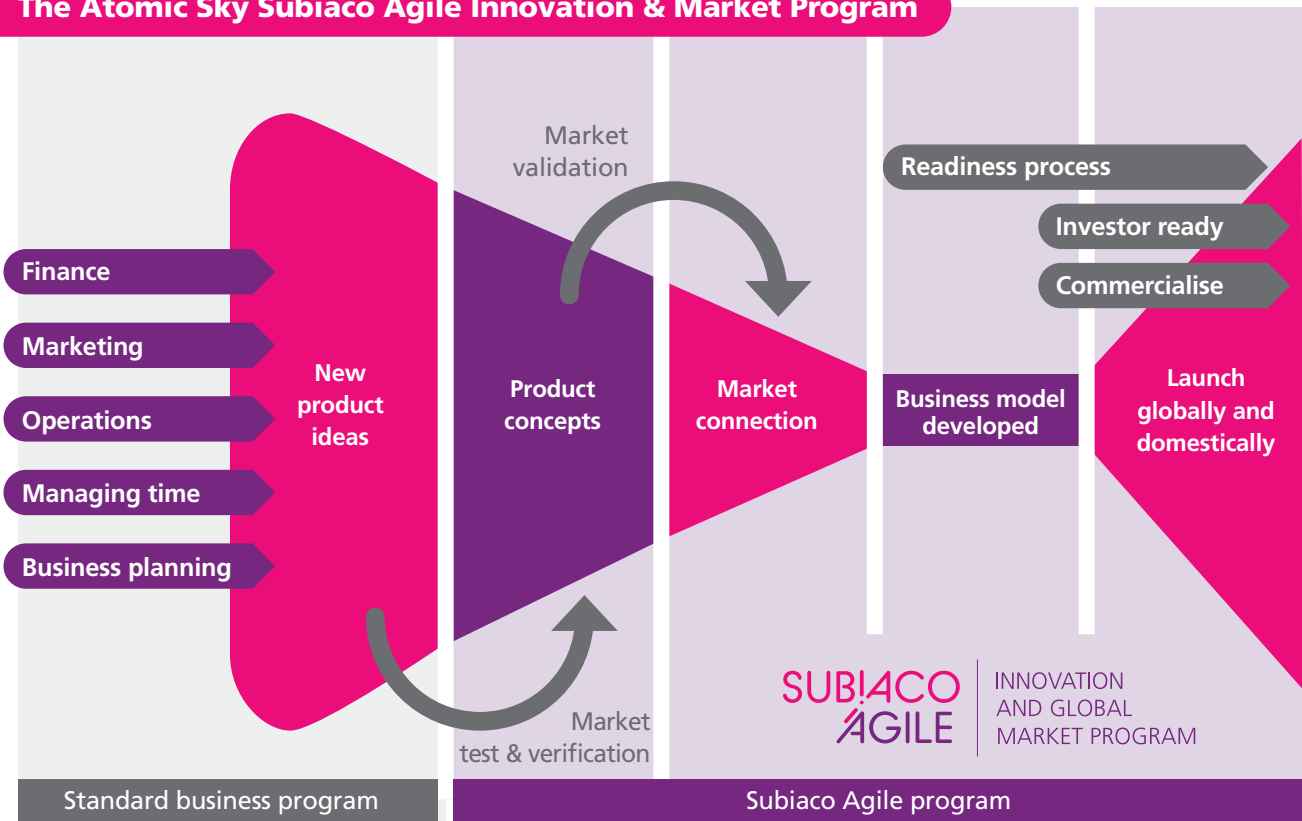 The Atomic Sky Subiaco Agile Innovation & Market Program
Market
validation
Readiness process
Investor ready
Commercialise
Finance
Marketing
Operations
Managing time
Business planning
New
product
ideas
Product
concepts
Market
connection
Business model
developed
Launch
globally and
domestically
Market
test & verification
SUBIACO
AGILE
INNOVATION
AND GLOBAL
MARKET PROGRAM
Standard business program
Subiaco Agile program